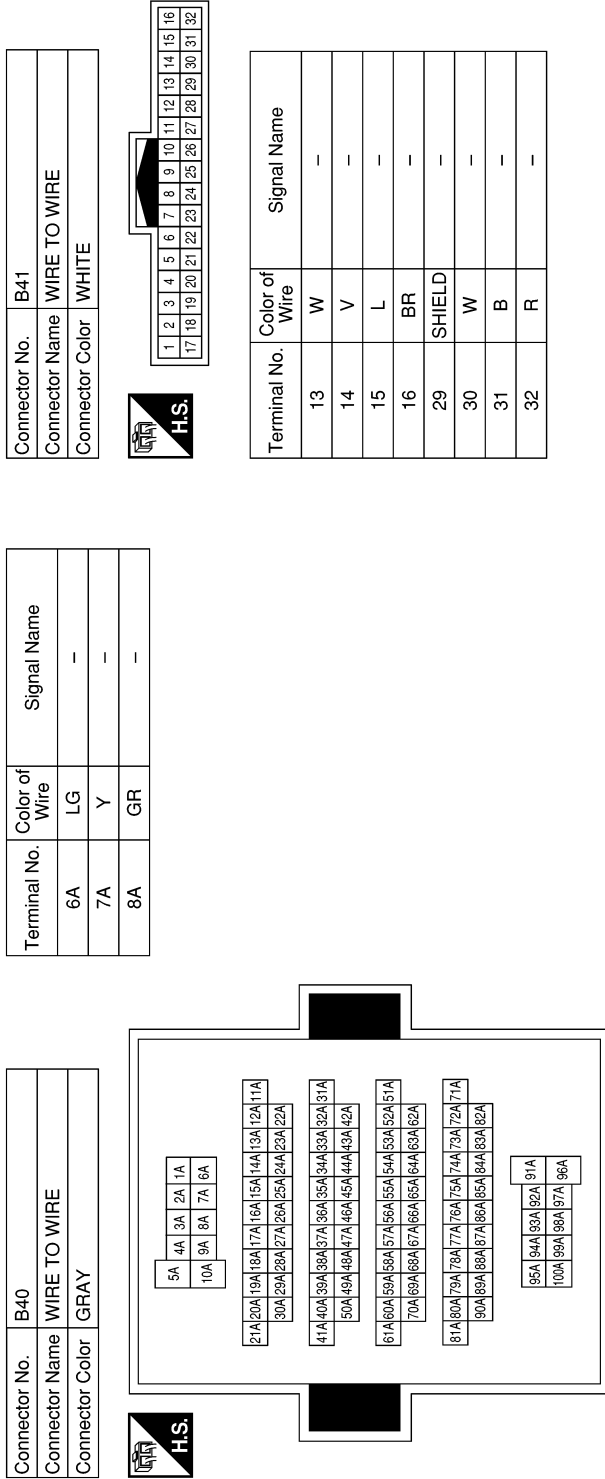 Connector No. B40
Connector Name WIRE TO WIRE
Connector Color GRAY
H.S.
5A 4A 3A 2A 1A
10A 9A 8A 7A 6A
21A 20A 19A 18A 17A 16A 15A 14A 13A 12A 11A
30A 29A 28A 27A 26A 25A 24A 23A 22A
41A 40A 39A 38A 37A 36A 35A 34A 33A 32A 31A
50A 49A 48A 47A 46A 45A 44A 43A 42A
61A 60A 59A 58A 57A 56A 55A 54A 53A 52A 51A
70A 69A 68A 67A 66A 65A 64A 63A 62A
81A 80A 79A 78A 77A 76A 75A 74A 73A 72A 71A
90A 89A 88A 87A 86A 85A 84A 83A 82A
95A 94A 93A 92A 91A
100A 99A 98A 97A 96A
Terminal No. Color of Wire Signal Name
6A LG –
7A Y –
8A GR –
Connector No. B41
Connector Name WIRE TO WIRE
Connector Color WHITE
H.S.
1 2 3 4 5 6 7 8 9 10 11 12 13 14 15 16
17 18 19 20 21 22 23 24 25 26 27 28 29 30 31 32
Terminal No. Color of Wire Signal Name
13 W –
14 V –
15 L –
16 BR –
29 SHIELD –
30 W –
31 B –
32 R –